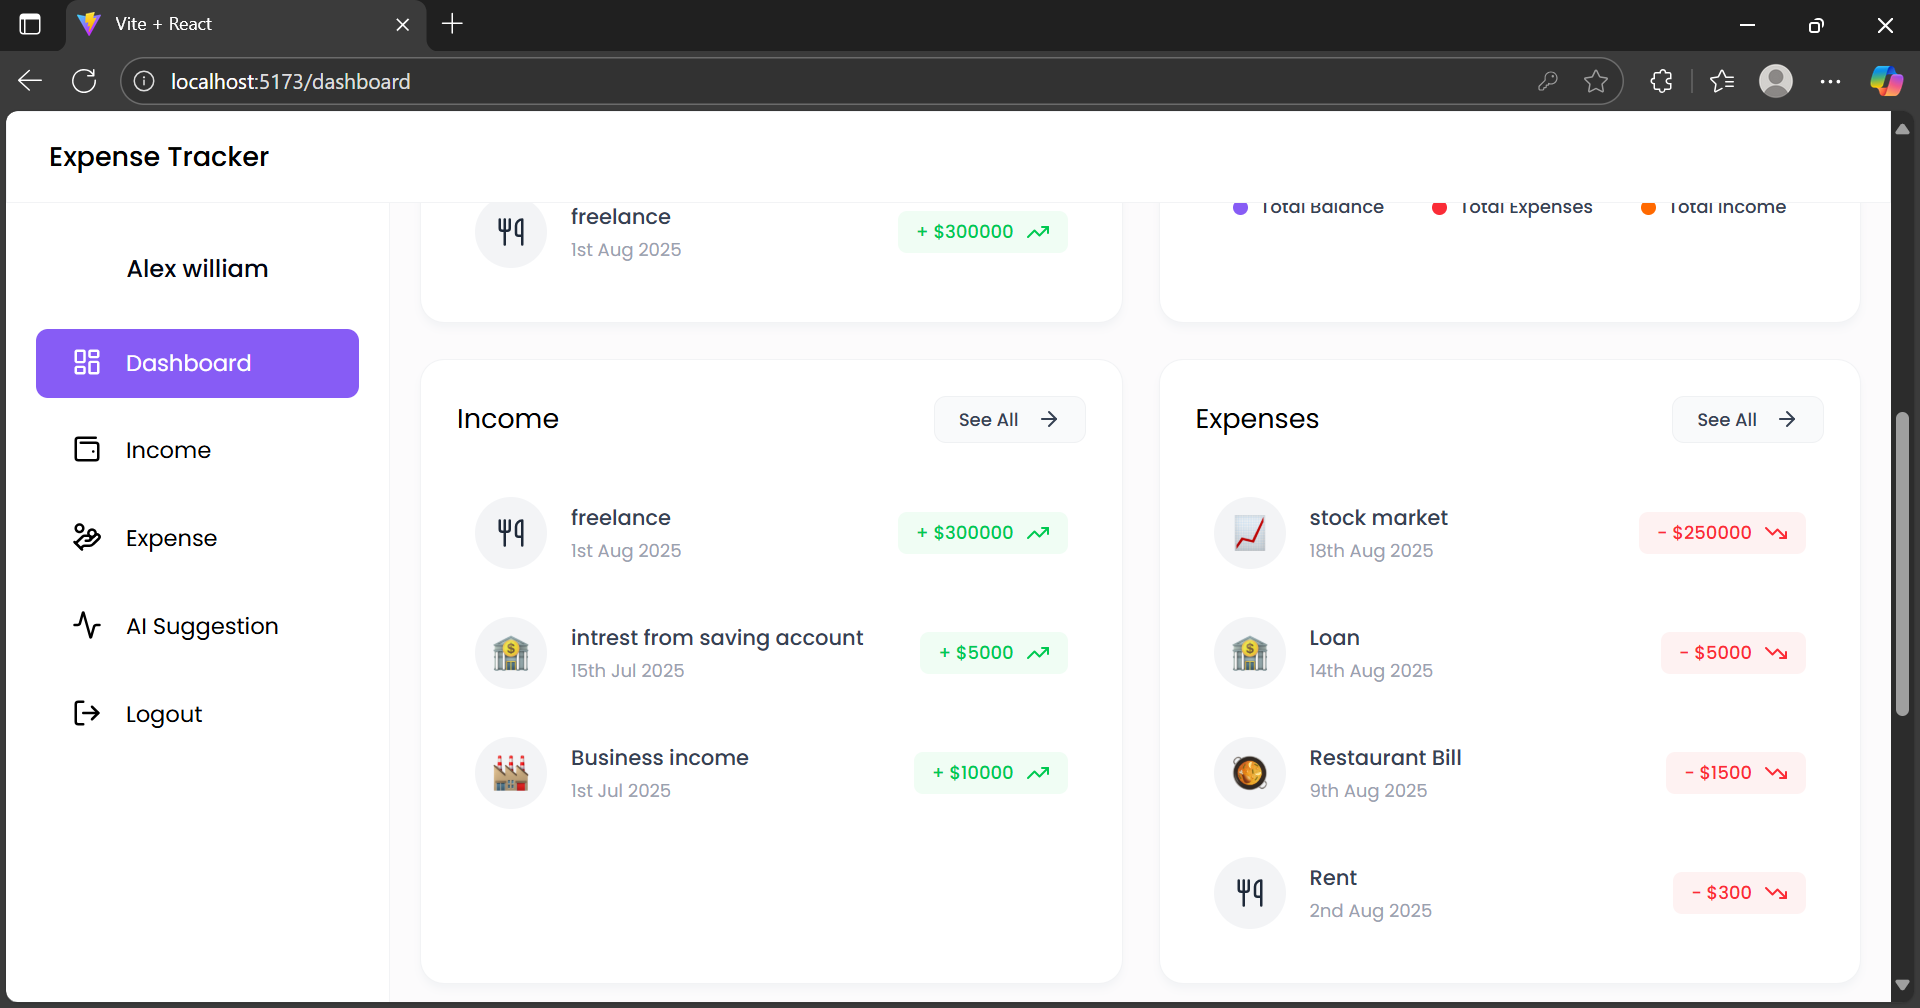 Vite + React
localhost:5173/dashboard
Expense Tracker
Alex william
Dashboard
Income
Expense
AI Suggestion
Logout
freelance
1st Aug 2025
+ $300000
Total Balance
Total Expenses
Total Income
Income
See All
freelance
1st Aug 2025
+ $300000
intrest from saving account
15th Jul 2025
+ $5000
Business income
1st Jul 2025
+ $10000
Expenses
See All
stock market
18th Aug 2025
- $250000
Loan
14th Aug 2025
- $5000
Restaurant Bill
9th Aug 2025
- $1500
Rent
2nd Aug 2025
- $300